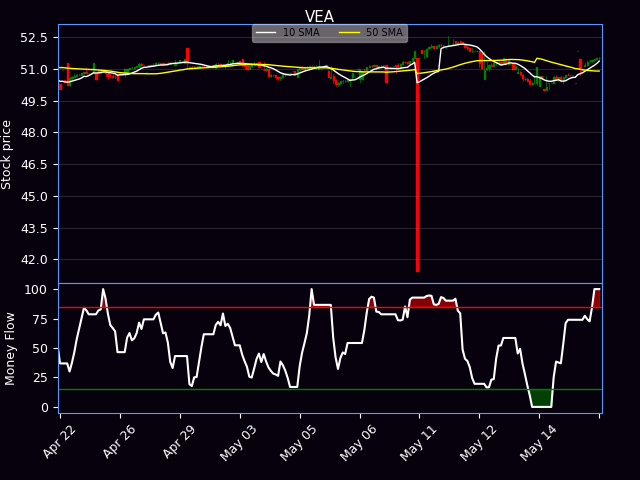 VEA
10 SMA
50 SMA
Stock price
52.5
51.0
49.5
48.0
46.5
45.0
43.5
42.0
Money Flow
100
75
50
25
0
Apr 22
Apr 26
Apr 29
May 03
May 05
May 06
May 11
May 12
May 14